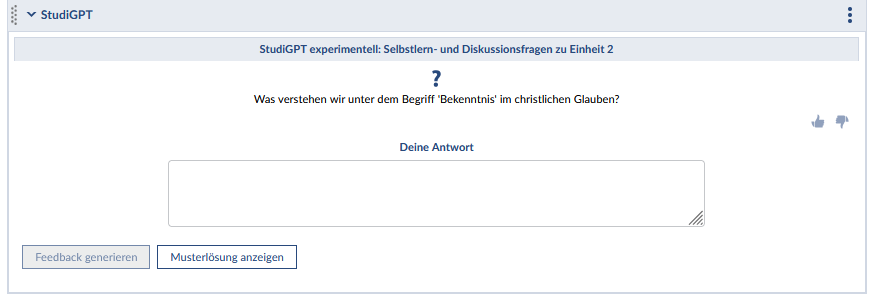 StudiGPT
StudiGPT experimentell: Selbstlern- und Diskussionsfragen zu Einheit 2
?
Was verstehen wir unter dem Begriff 'Bekenntnis' im christlichen Glauben?
Deine Antwort
Feedback generieren
Musterlösung anzeigen